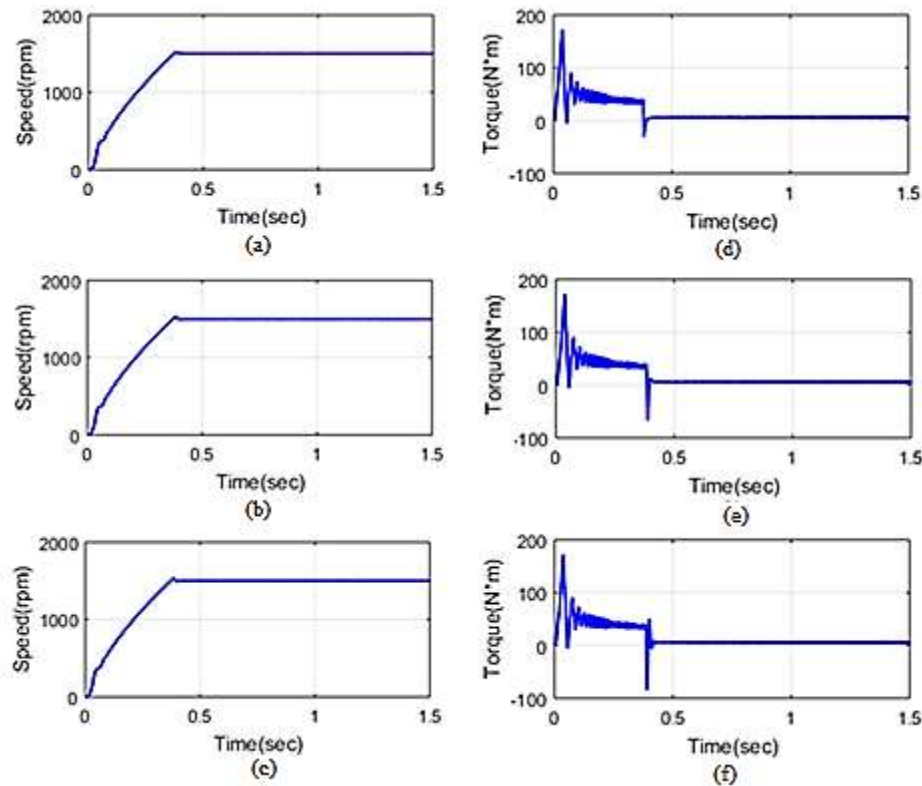 2000
1000
0
Speed(rpm)
0 0.5 1 1.5
Time(sec)
(a)
200
100
0
-100
Torque(N*m)
0 0.5 1 1.5
Time(sec)
(d)
2000
1000
0
Speed(rpm)
0 0.5 1 1.5
Time(sec)
(b)
200
100
0
-100
Torque(N*m)
0 0.5 1 1.5
Time(sec)
(e)
2000
1000
0
Speed(rpm)
0 0.5 1 1.5
Time(sec)
(c)
200
100
0
-100
Torque(N*m)
0 0.5 1 1.5
Time(sec)
(f)